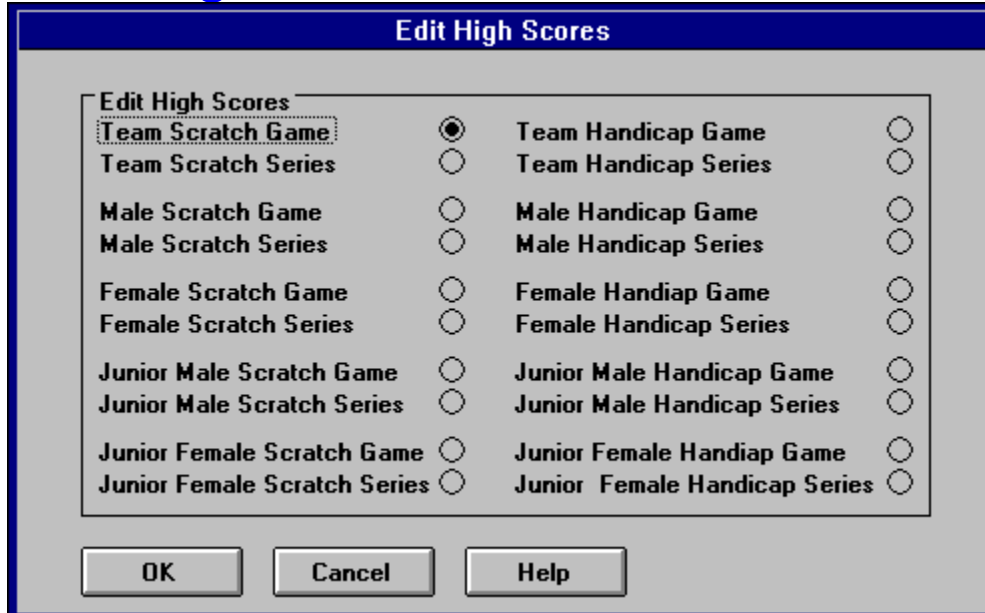 Edit High Scores
Edit High Scores
Team Scratch Game Team Handicap Game
Team Scratch Series Team Handicap Series
Male Scratch Game Male Handicap Game
Male Scratch Series Male Handicap Series
Female Scratch Game Female Handiap Game
Female Scratch Series Female Handicap Series
Junior Male Scratch Game Junior Male Handicap Game
Junior Male Scratch Series Junior Male Handicap Series
Junior Female Scratch Game Junior Female Handiap Game
Junior Female Scratch Series Junior  Female Handicap Series
OK Cancel Help